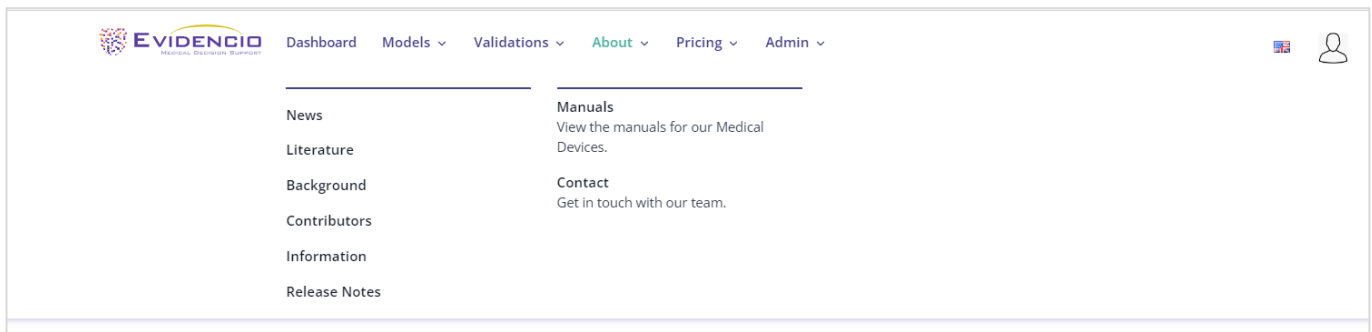 EVIDENCIO
MEDICAL DECISION SUPPORT
Dashboard Models Validations About Pricing Admin
News
Literature
Background
Contributors
Information
Release Notes
Manuals
View the manuals for our Medical
Devices.
Contact
Get in touch with our team.